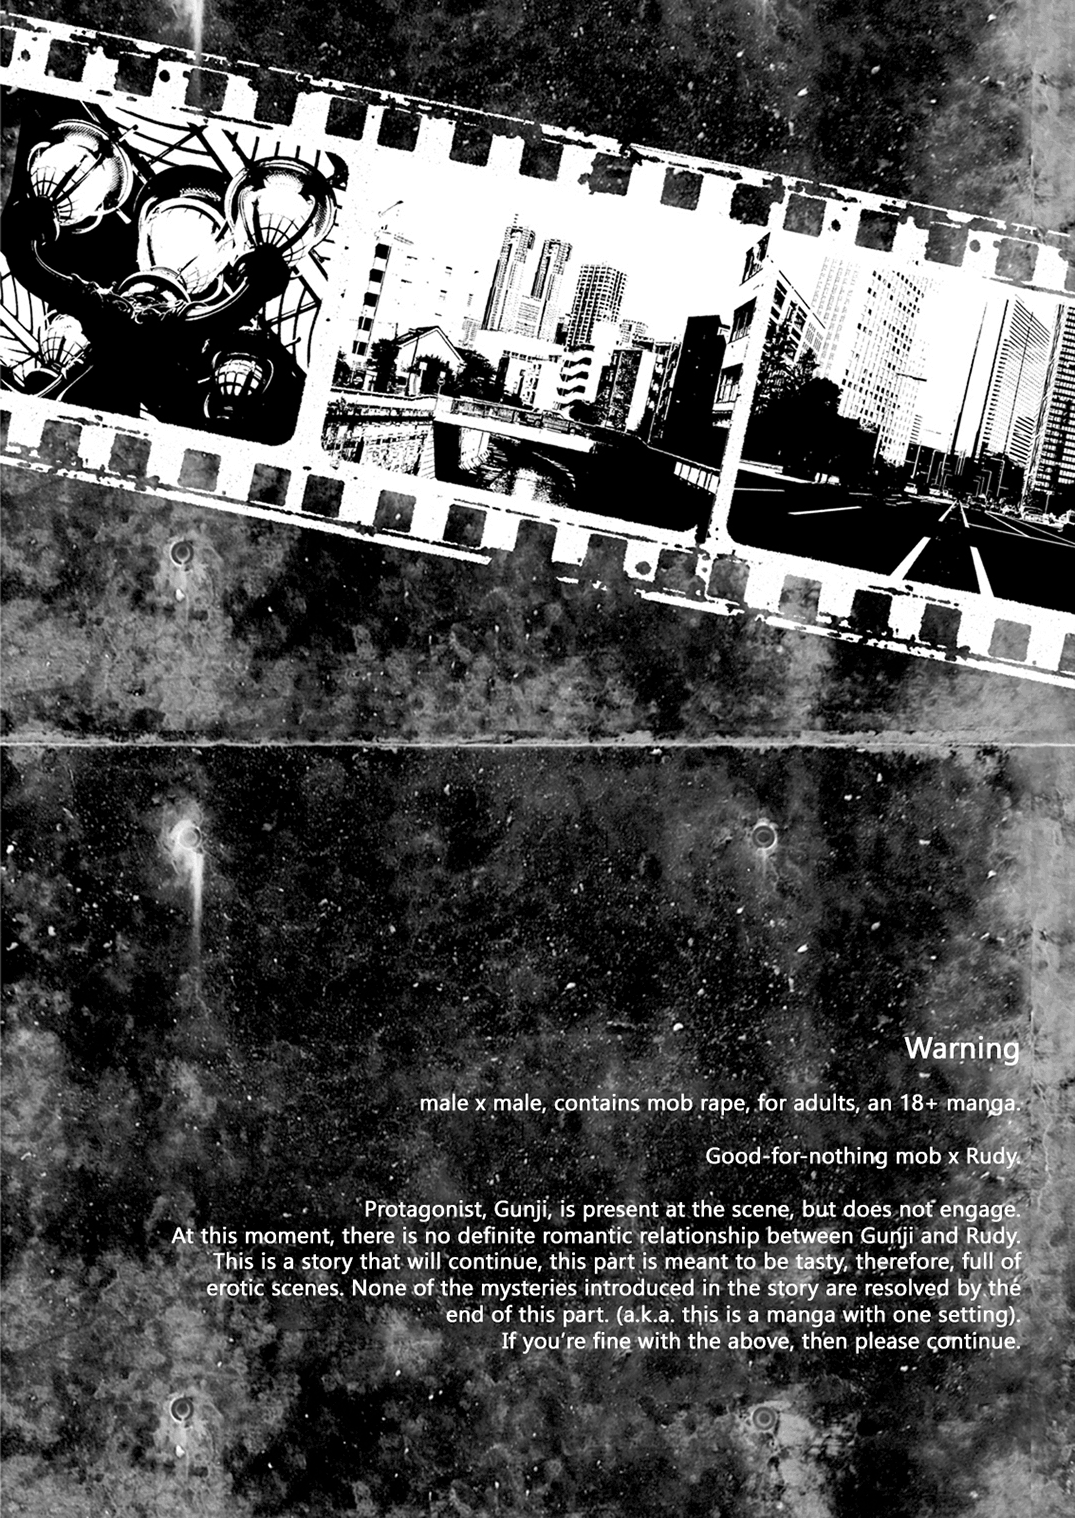 Warning
male x male, contains mob rape, for adults, an 18+ manga.
Good-for-nothing mob x Rudy.
Protagonist, Gunji, is present at the scene, but does not engage.
At this moment, there is no definite romantic relationship between Gunji and Rudy.
This is a story that will continue, this part is meant to be tasty, therefore, full of
erotic scenes. None of the mysteries introduced in the story are resolved by the
end of this part. (a.k.a. this is a manga with one setting).
If you're fine with the above, then please continue.